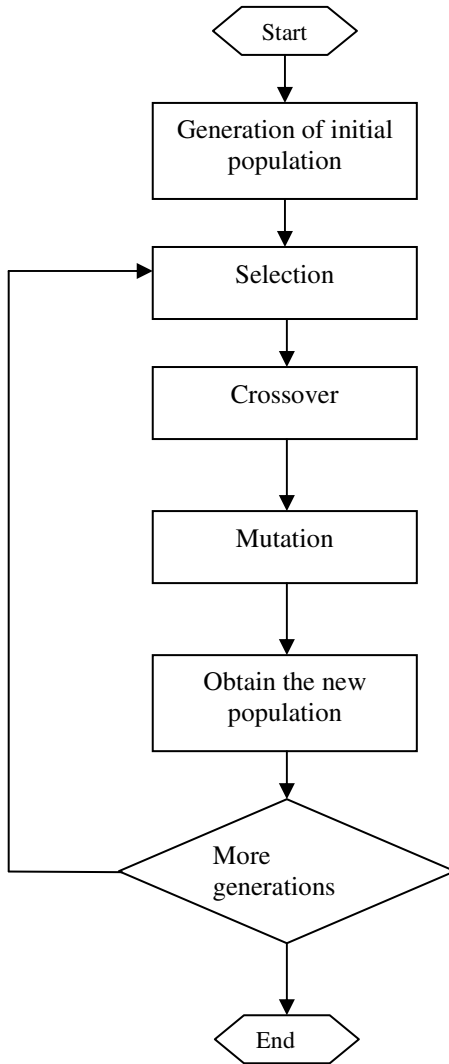 Start
Generation of initial
population
Selection
Crossover
Mutation
Obtain the new
population
More
generations
End